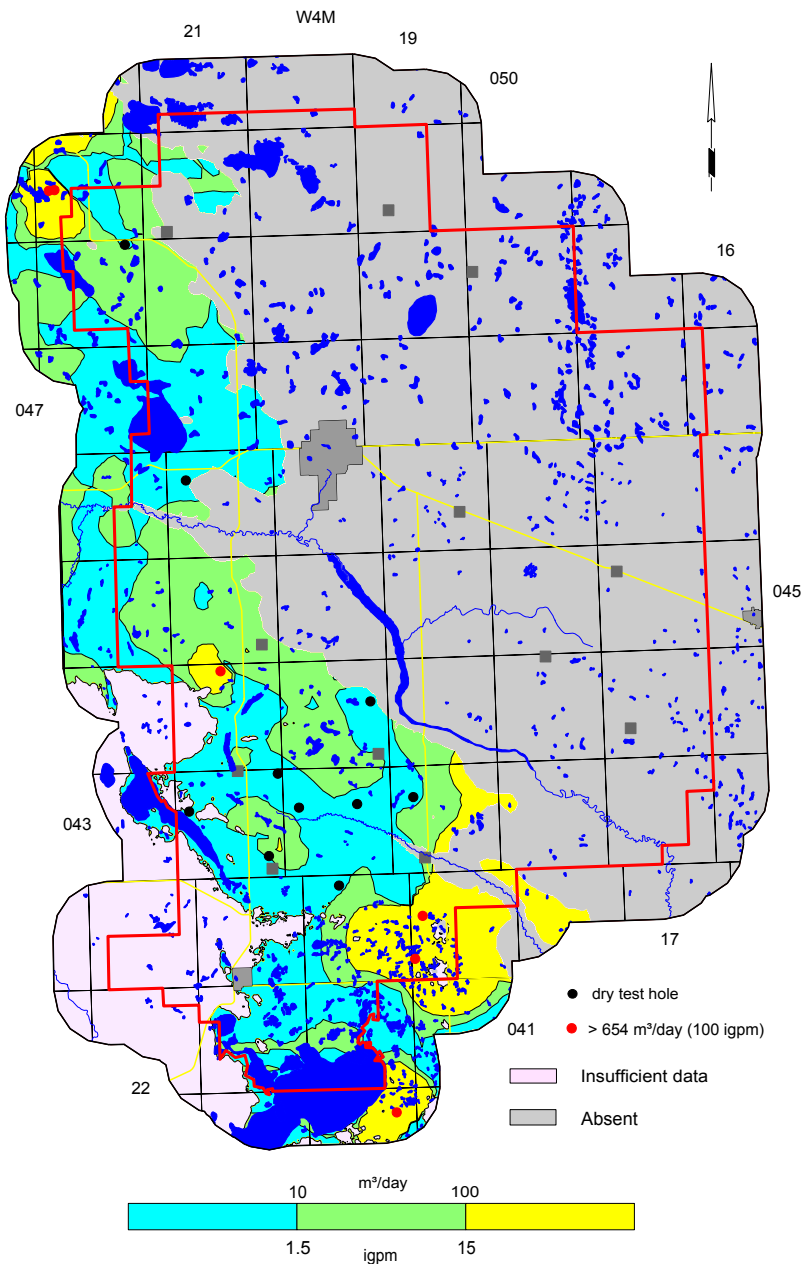 W4M
21
19
050
16
047
045
043
17
041
22
dry test hole
> 654 m³/day (100 igpm)
Insufficient data
Absent
10 m³/day 100
1.5 igpm 15